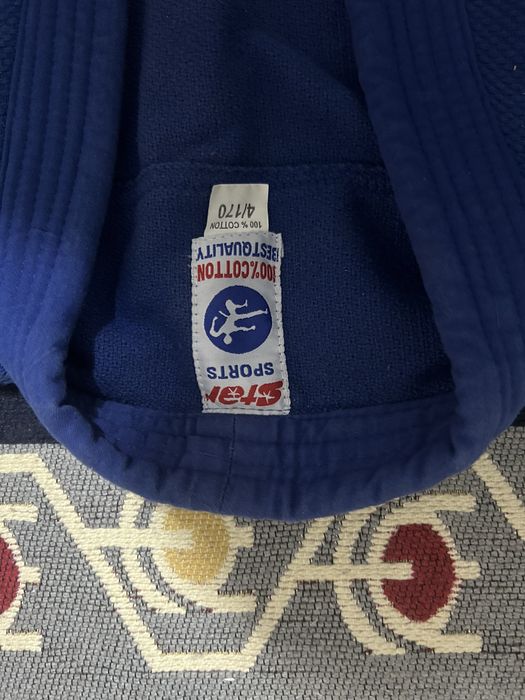 Star
SPORTS
100%COTTON
BESTQUALITY
100 % COTTON
4/170